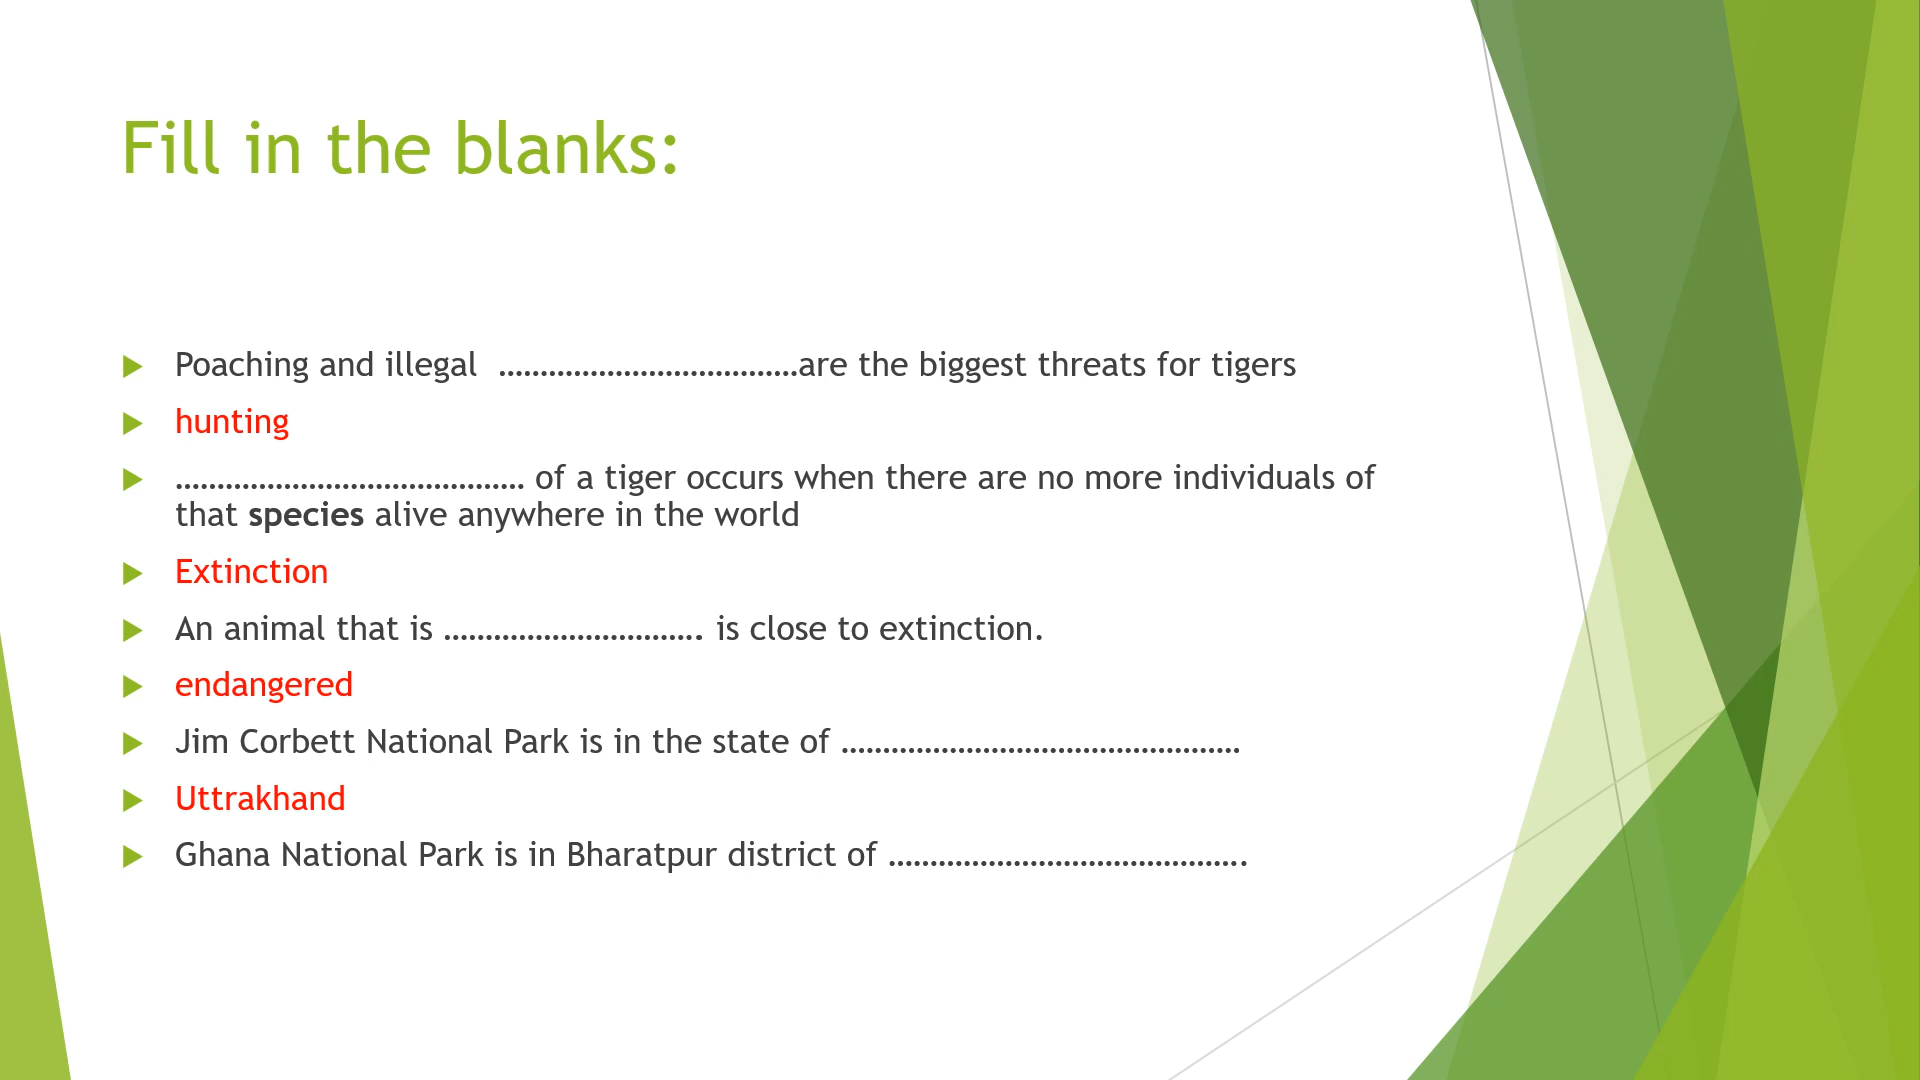 Fill in the blanks:
Poaching and illegal ………………………………are the biggest threats for tigers
hunting
…………………………………… of a tiger occurs when there are no more individuals of
that species alive anywhere in the world
Extinction
An animal that is …………………………. is close to extinction.
endangered
Jim Corbett National Park is in the state of …………………………………………
Uttrakhand
Ghana National Park is in Bharatpur district of …………………………………….